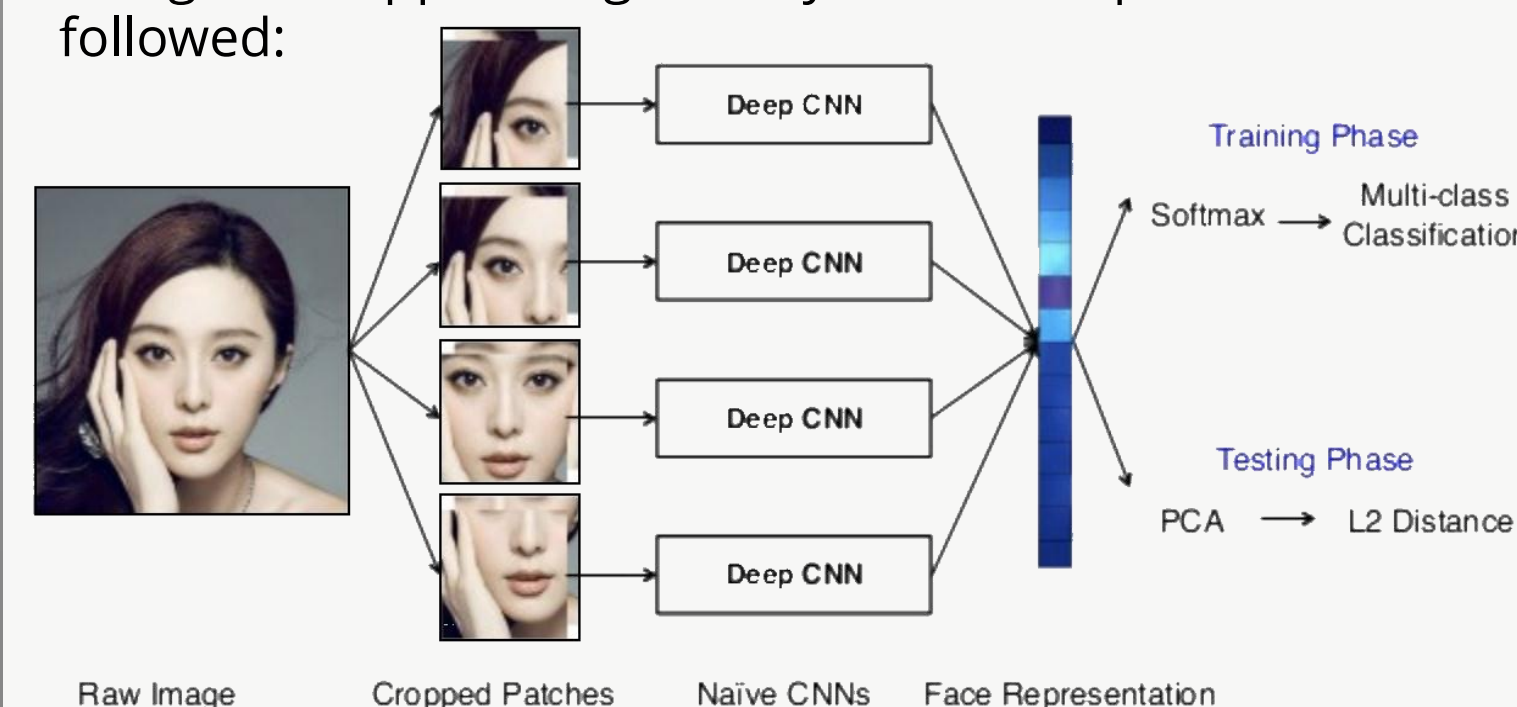 followed:
Deep CNN
Deep CNN
Deep CNN
Deep CNN
Training Phase
Softmax
Multi-class
Classification
Testing Phase
PCA
L2 Distance
Raw Image
Cropped Patches
Naïve CNNs
Face Representation